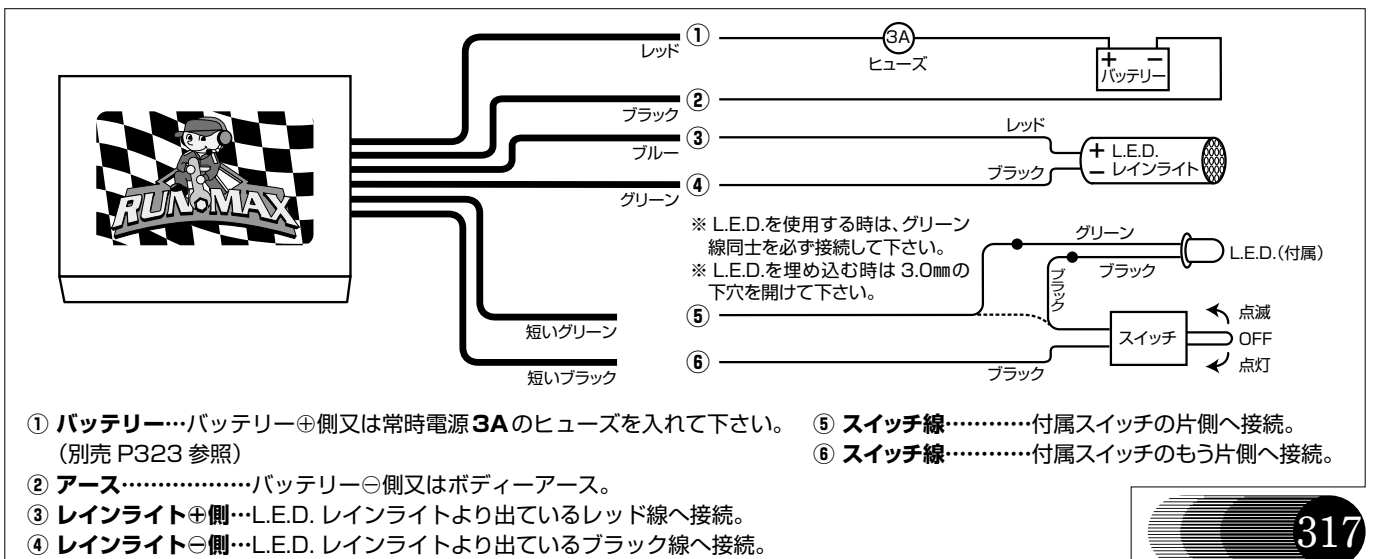 RUN MAX
レッド
①
3A
ヒューズ
+ −
バッテリー
ブラック
②
ブルー
③
レッド
+ L.E.D.
− レインライト
グリーン
④
ブラック
※ L.E.D.を使用する時は、グリーン
線同士を必ず接続して下さい。
※ L.E.D.を埋め込む時は 3.0㎜の
下穴を開けて下さい。
グリーン
ブラック
L.E.D.(付属)
ブラック
短いグリーン
⑤
スイッチ
点滅
OFF
点灯
短いブラック
⑥
ブラック
① バッテリー…バッテリー⊕側又は常時電源3Aのヒューズを入れて下さい。
(別売 P323 参照)
② アース………………バッテリー⊖側又はボディーアース。
③ レインライト⊕側…L.E.D. レインライトより出ているレッド線へ接続。
④ レインライト⊖側…L.E.D. レインライトより出ているブラック線へ接続。
⑤ スイッチ線…………付属スイッチの片側へ接続。
⑥ スイッチ線…………付属スイッチのもう片側へ接続。
317